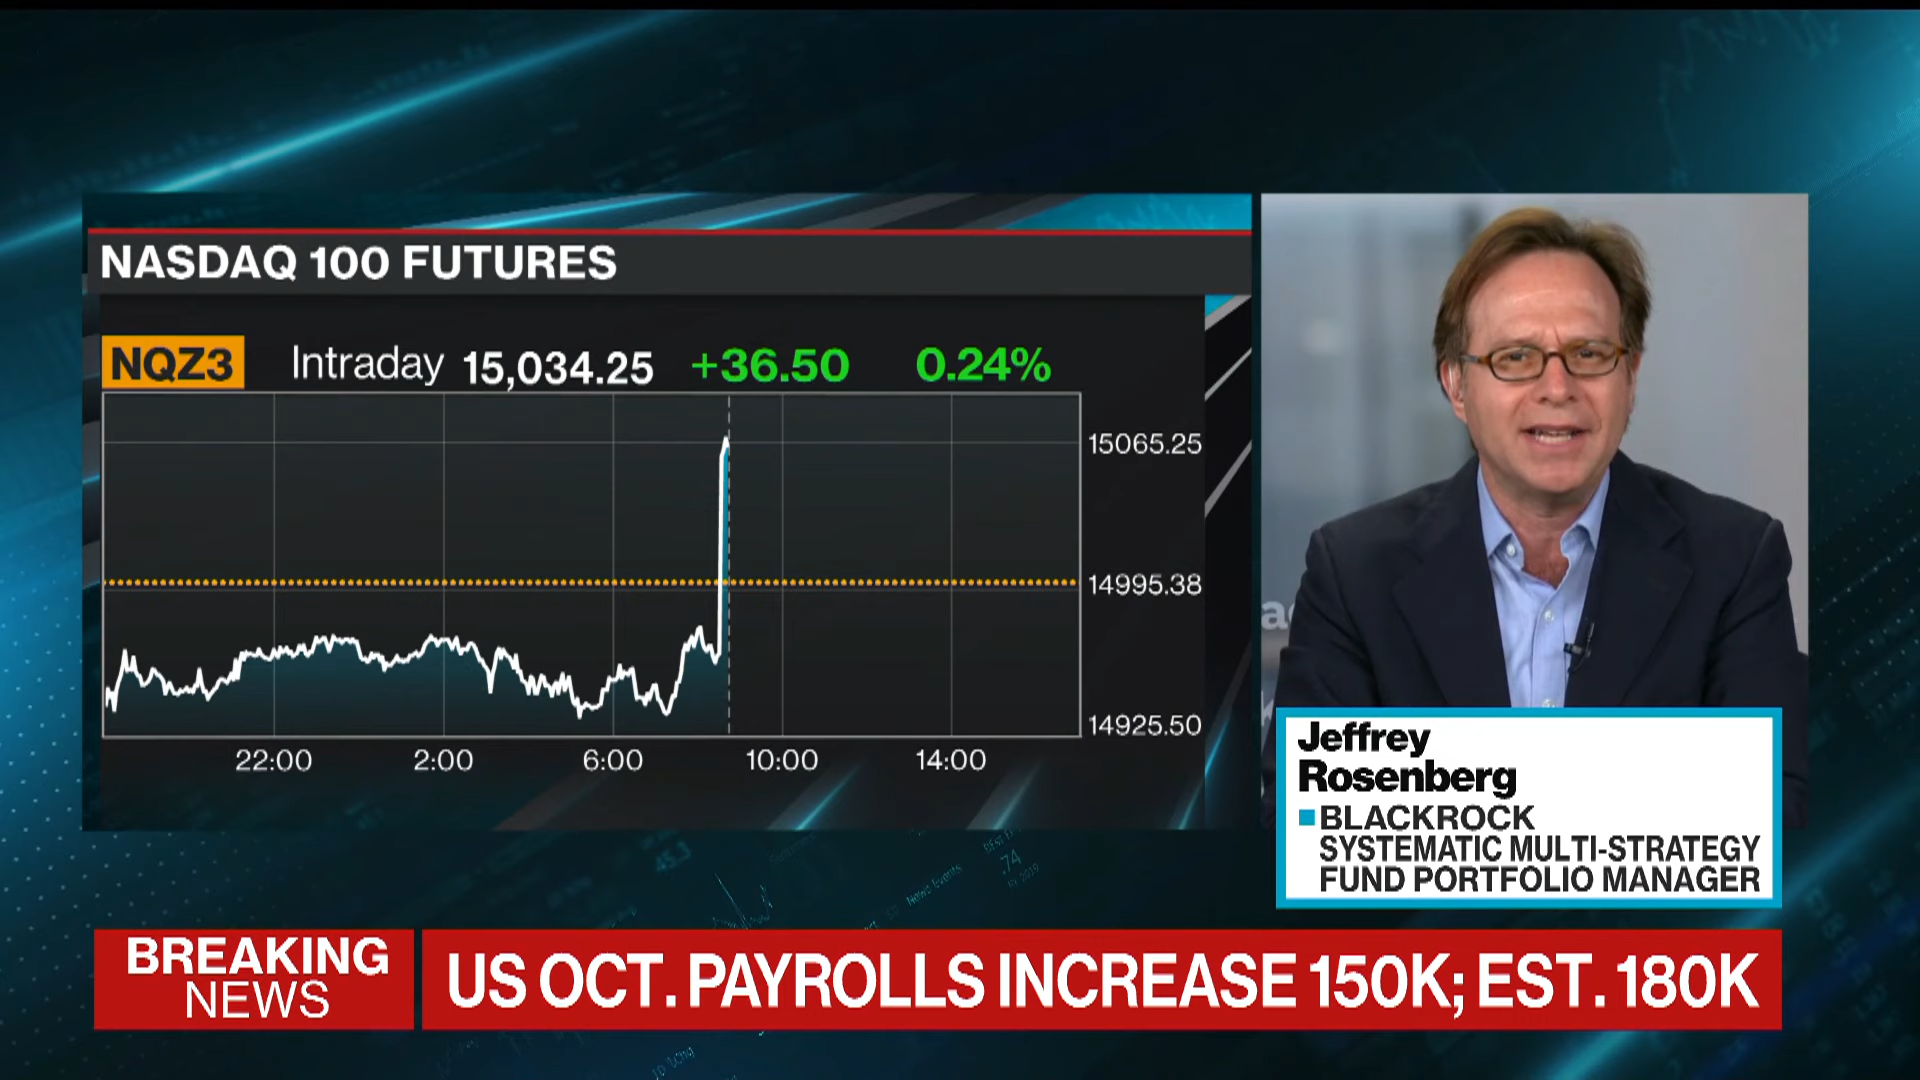 NASDAQ 100 FUTURES
NQZ3 Intraday 15,034.25 +36.50 0.24%
15065.25
14995.38
14925.50
22:00 2:00 6:00 10:00 14:00
Jeffrey
Rosenberg
BLACKROCK
SYSTEMATIC MULTI-STRATEGY
FUND PORTFOLIO MANAGER
BREAKING
NEWS
US OCT. PAYROLLS INCREASE 150K; EST. 180K